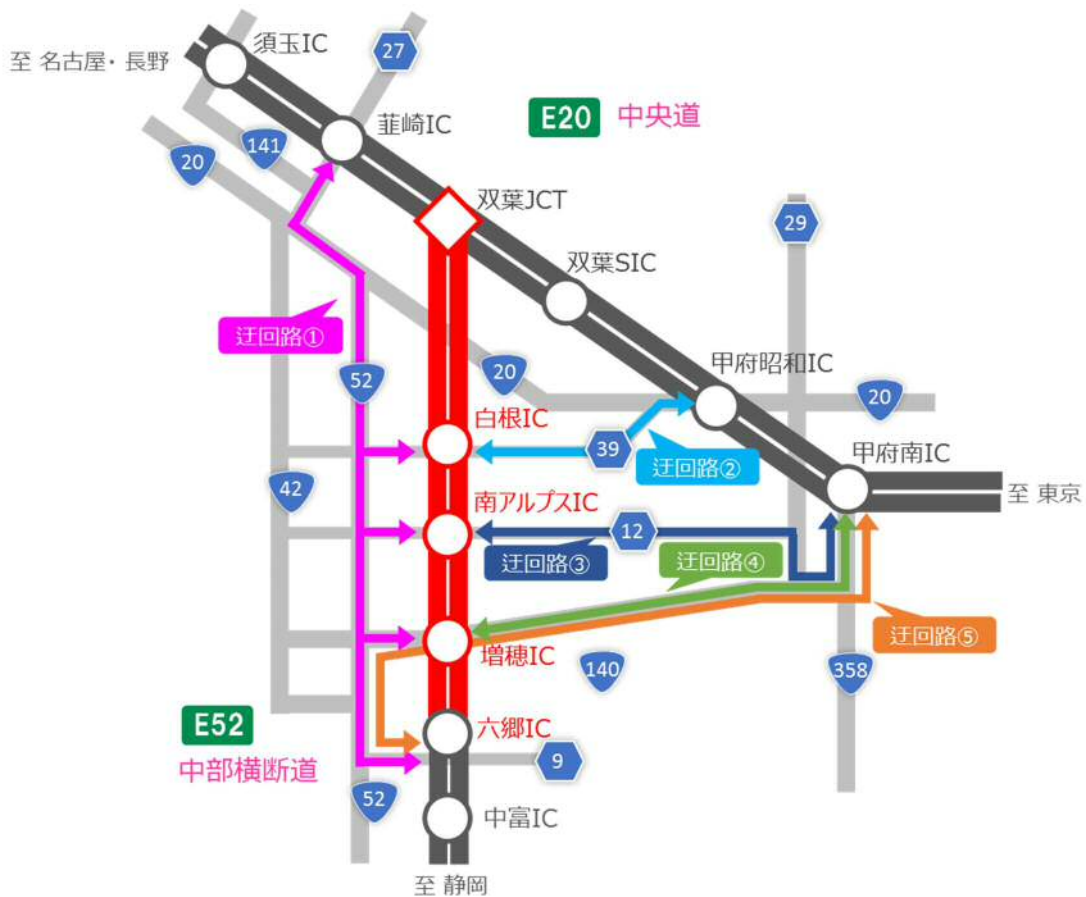 須玉IC
至 名古屋・長野
27
E20 中央道
韮崎IC
141
20
双葉JCT
29
双葉SIC
迂回路①
甲府昭和IC
52
20
20
白根IC
39
迂回路②
甲府南IC
42
南アルプスIC
至 東京
12
迂回路③
迂回路④
迂回路⑤
増穂IC
140
358
E52
中部横断道
六郷IC
9
52
中富IC
至 静岡